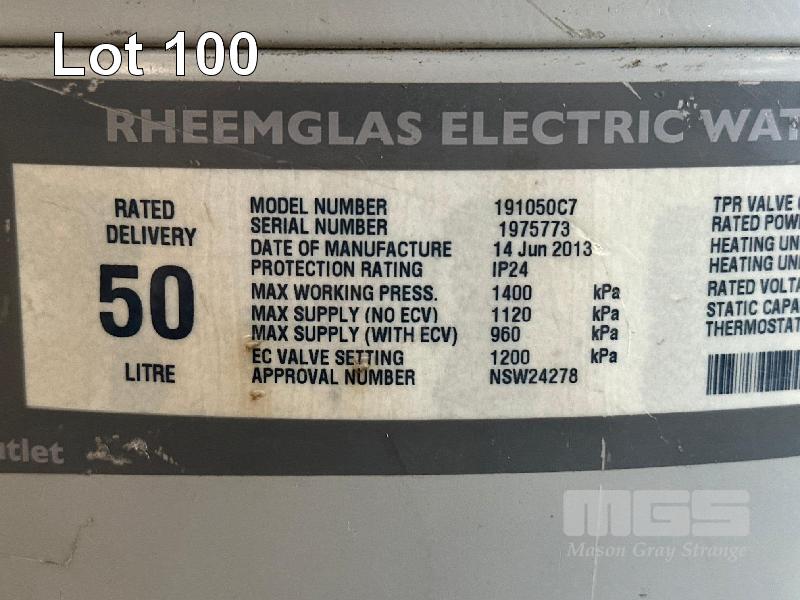 Lot 100
RHEEMGLAS ELECTRIC WAT
RATED DELIVERY
50
LITRE
MODEL NUMBER 191050C7
SERIAL NUMBER 1975773
DATE OF MANUFACTURE 14 Jun 2013
PROTECTION RATING IP24
MAX WORKING PRESS. 1400 kPa
MAX SUPPLY (NO ECV) 1120 kPa
MAX SUPPLY (WITH ECV) 960 kPa
EC VALVE SETTING 1200 kPa
APPROVAL NUMBER NSW24278
TPR VALVE
RATED POW
HEATING UN
HEATING UN
RATED VOLTA
STATIC CAPA
THERMOSTAT
utlet
MGS
Mason Gray Strange